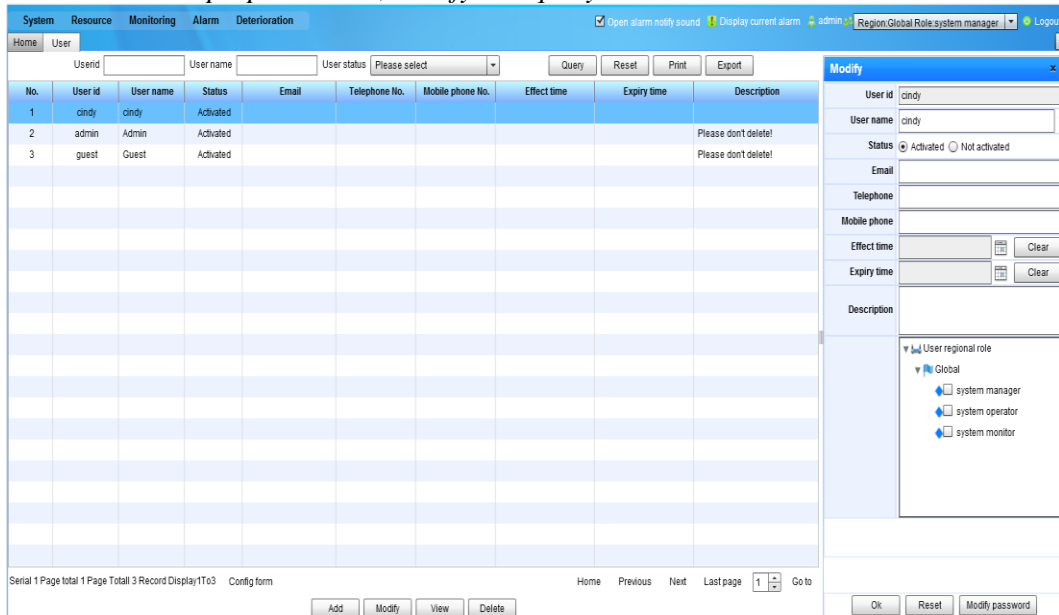 System Resource Monitoring Alarm Deterioration Open alarm notify sound Display current alarm admin Region:Global Role:system manager Logou
Home User
Userid User name User status Please select Query Reset Print Export
No. User id User name Status Email Telephone No. Mobile phone No. Effect time Expiry time Description
1 cindy cindy Activated
2 admin Admin Activated Please don't delete!
3 guest Guest Activated Please don't delete!
Serial 1 Page total 1 Page Totall 3 Record Display1To3 Config form Home Previous Next Last page 1 Go to
Add Modify View Delete
Modify x
User id cindy
User name cindy
Status Activated Not activated
Email
Telephone
Mobile phone
Effect time Clear
Expiry time Clear
Description
User regional role
Global
system manager
system operator
system monitor
Ok Reset Modify password